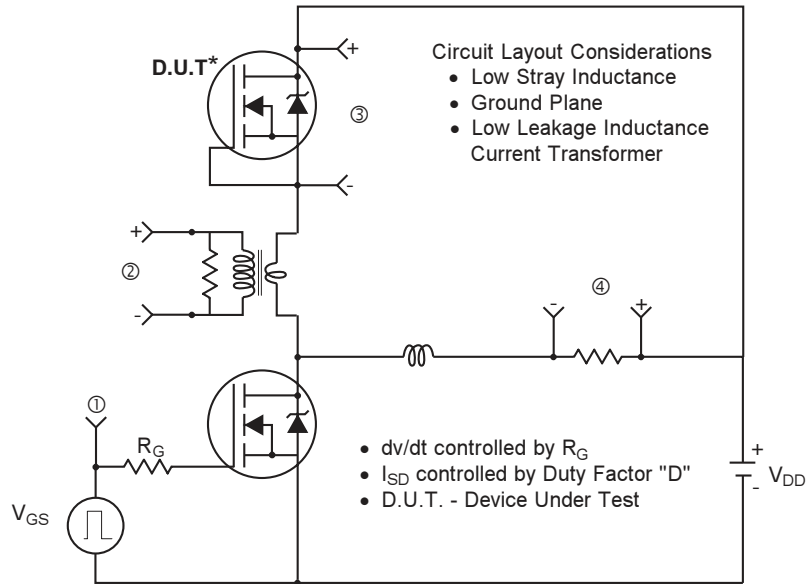 D.U.T*
+
Circuit Layout Considerations
• Low Stray Inductance
• Ground Plane
• Low Leakage Inductance
Current Transformer
③
-
+
②
-
④
-
+
①
R_G
V_GS
• dv/dt controlled by R_G
• I_SD controlled by Duty Factor "D"
• D.U.T. - Device Under Test
+
-
V_DD